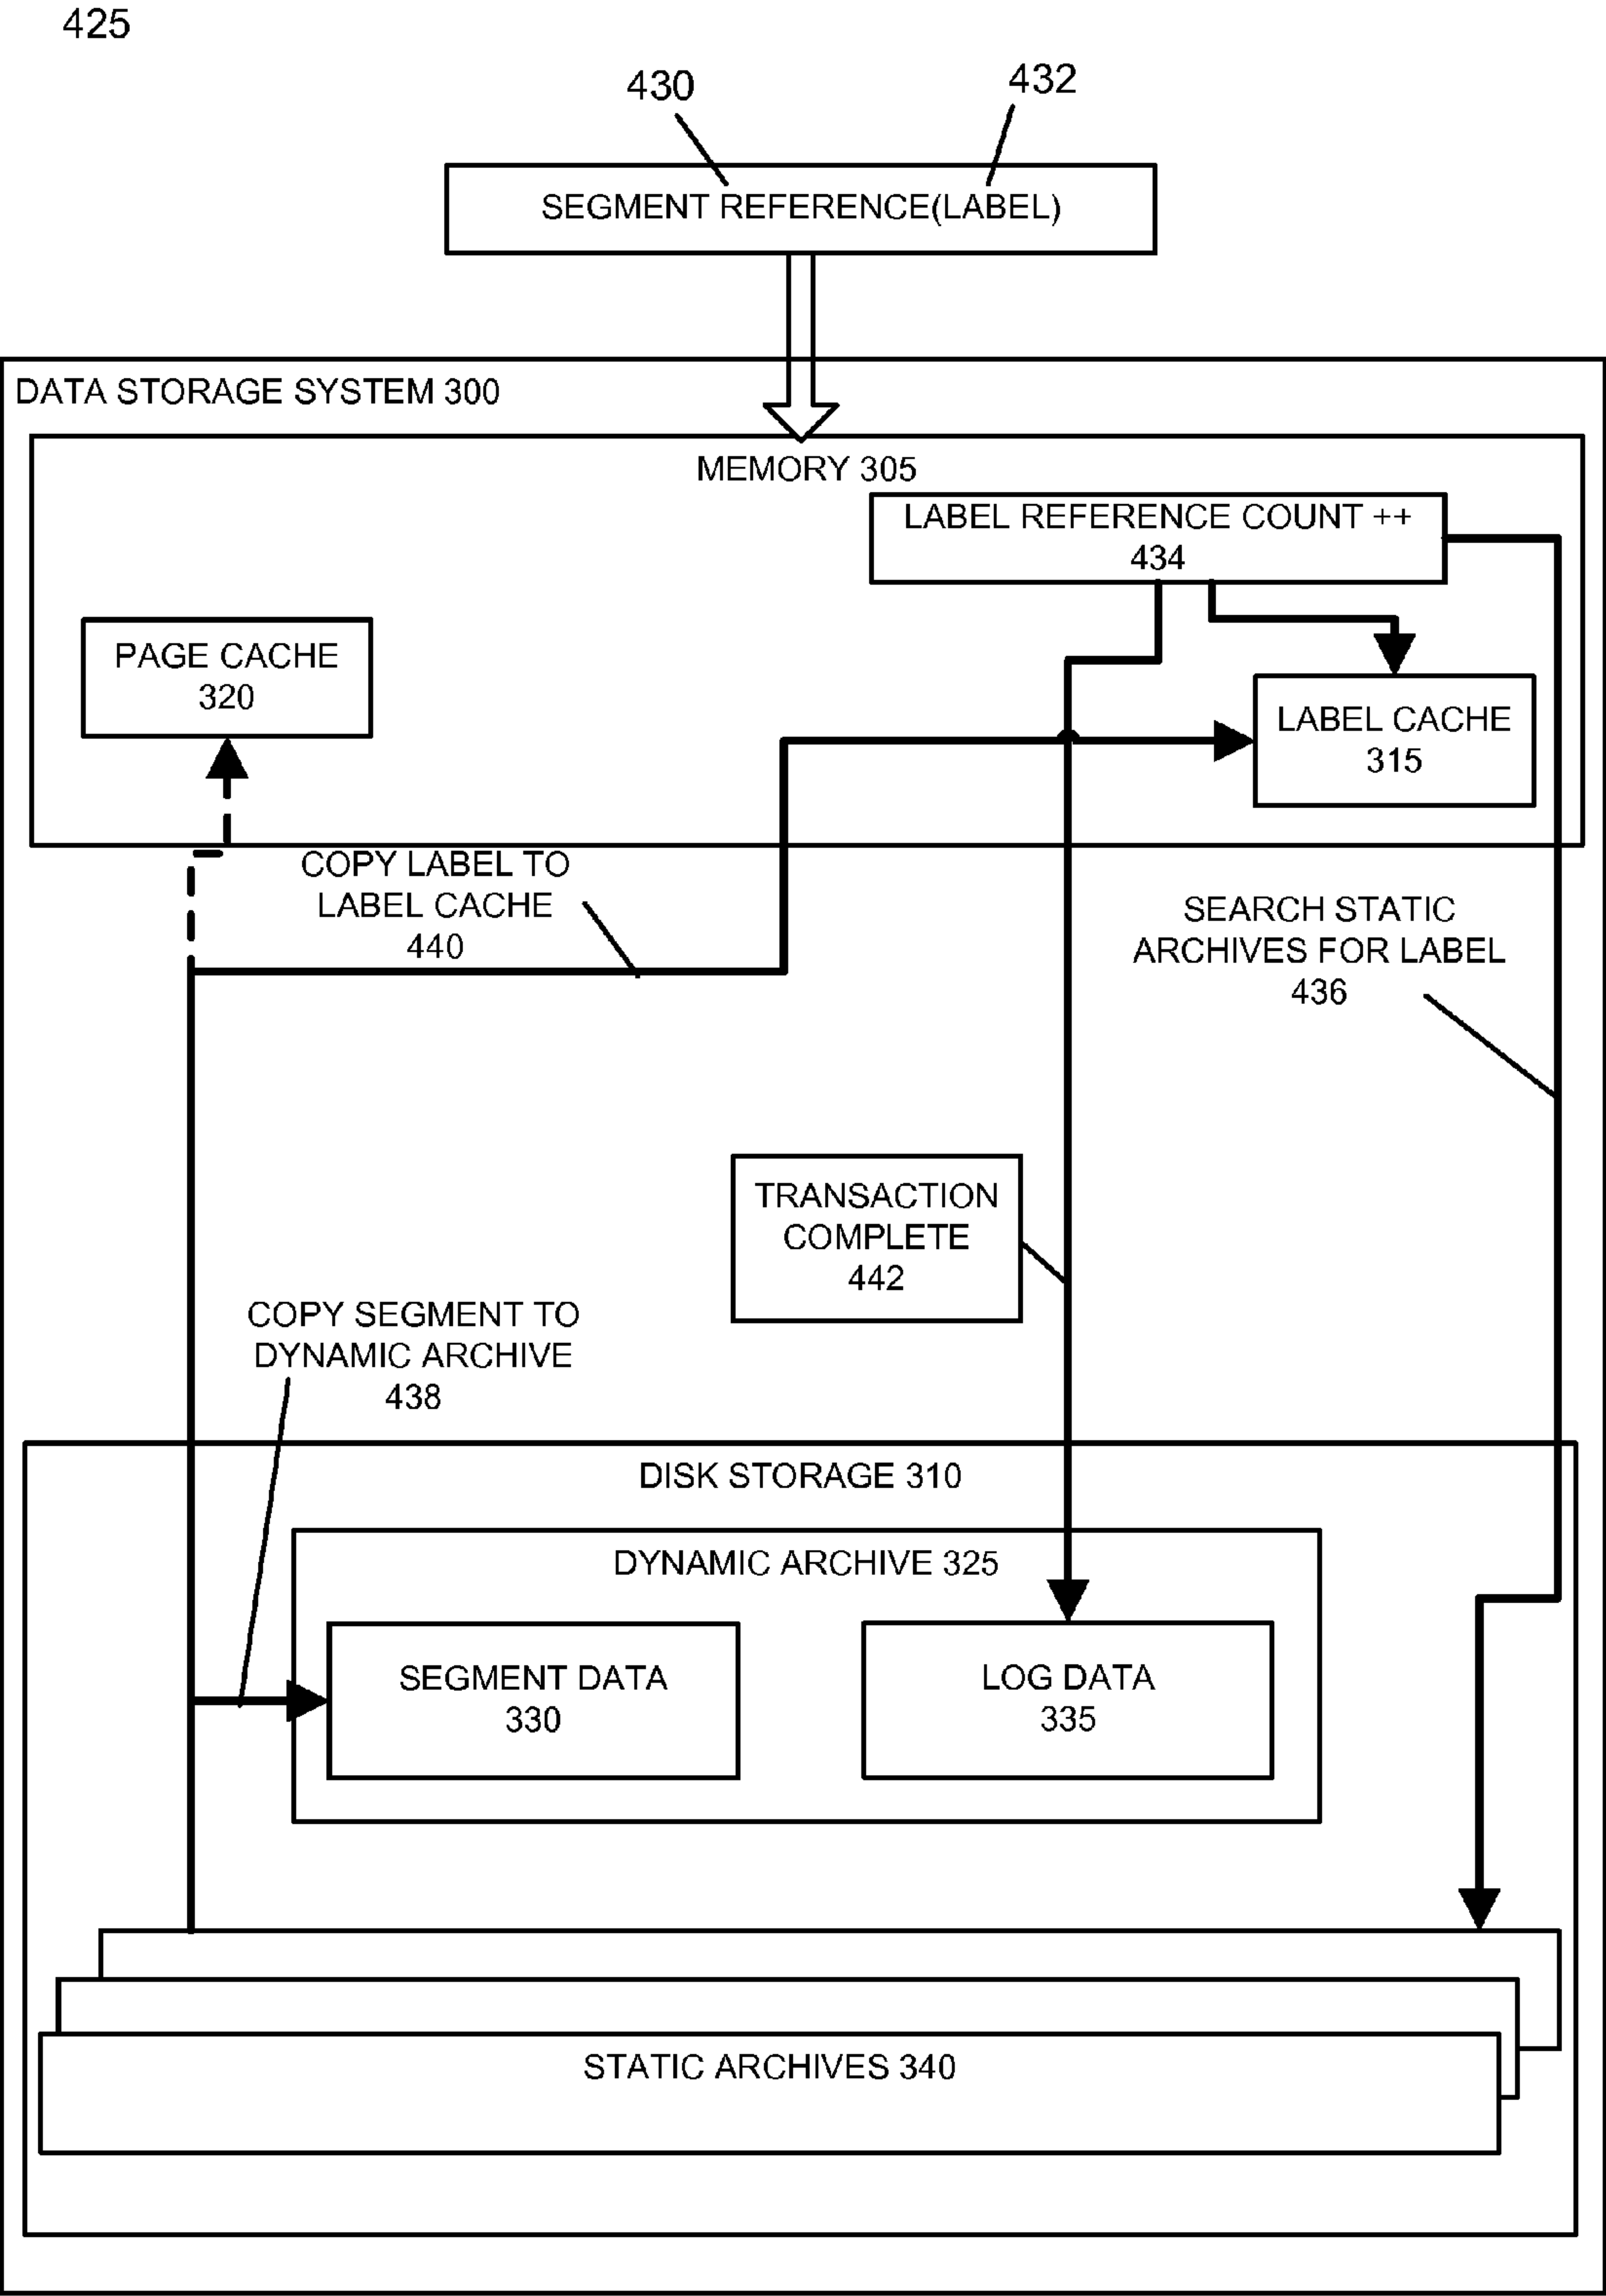 425
430
432
SEGMENT REFERENCE(LABEL)
DATA STORAGE SYSTEM 300
MEMORY 305
LABEL REFERENCE COUNT ++
434
PAGE CACHE
320
LABEL CACHE
315
COPY LABEL TO
LABEL CACHE
440
SEARCH STATIC
ARCHIVES FOR LABEL
436
TRANSACTION
COMPLETE
442
COPY SEGMENT TO
DYNAMIC ARCHIVE
438
DISK STORAGE 310
DYNAMIC ARCHIVE 325
SEGMENT DATA
330
LOG DATA
335
STATIC ARCHIVES 340